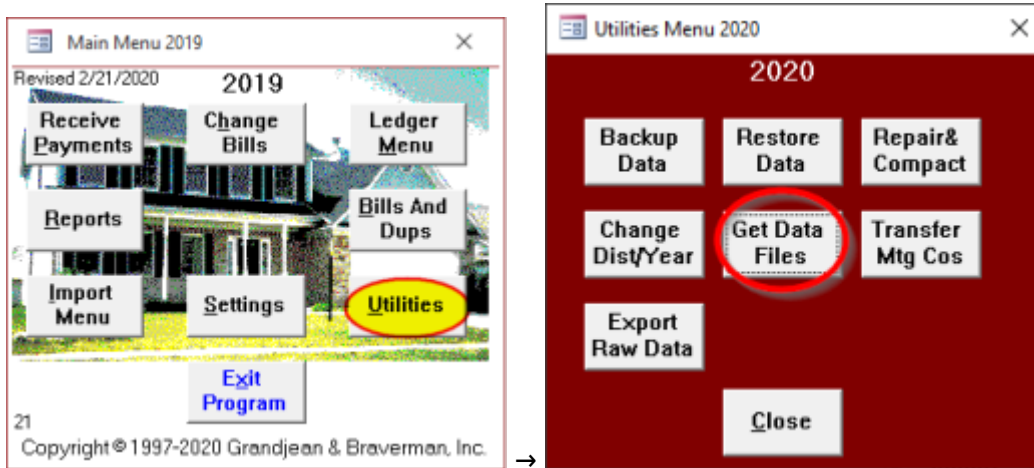 Main Menu 2019
Revised 2/21/2020
2019
Receive
Payments
Change
Bills
Ledger
Menu
Reports
Bills And
Dups
Import
Menu
Settings
Utilities
Exit
Program
21
Copyright © 1997-2020 Grandjean & Braverman, Inc.
→
Utilities Menu 2020
2020
Backup
Data
Restore
Data
Repair&
Compact
Change
Dist/Year
Get Data
Files
Transfer
Mtg Cos
Export
Raw Data
Close